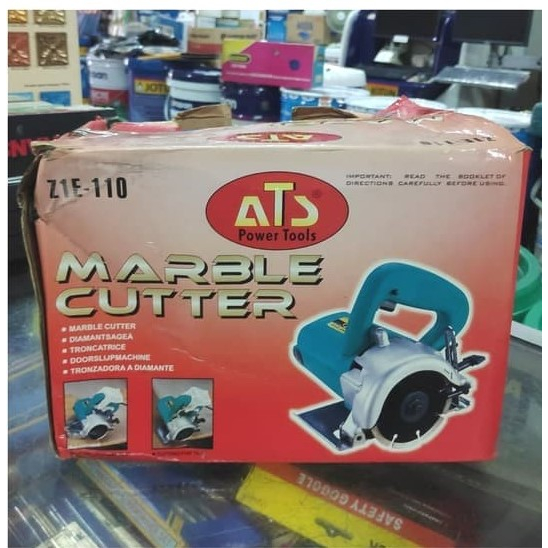 Z1E-110
ATS®
Power Tools
IMPORTANT: READ THE BOOKLET OF
DIRECTIONS CAREFULLY BEFORE USING.
MARBLE
CUTTER
• MARBLE CUTTER
• DIAMANTSAGEA
• TRONCATRICE
• DOORSLIJPMACHINE
• TRONZADORA A DIAMANTE
SAFETY GOGGLE